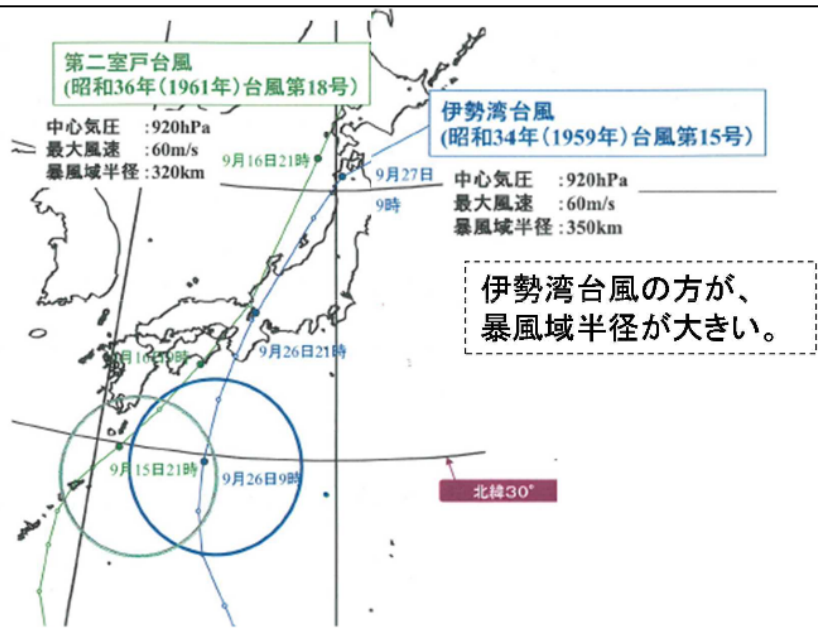 第二室戸台風
(昭和36年(1961年)台風第18号)
中心気圧 :920hPa
最大風速 :60m/s
暴風域半径:320km
伊勢湾台風
(昭和34年(1959年)台風第15号)
中心気圧 :920hPa
最大風速 :60m/s
暴風域半径:350km
伊勢湾台風の方が、
暴風域半径が大きい。
9月16日21時
9月27日
9時
9月26日21時
月16日9時
9月15日21時
9月26日9時
北緯30°